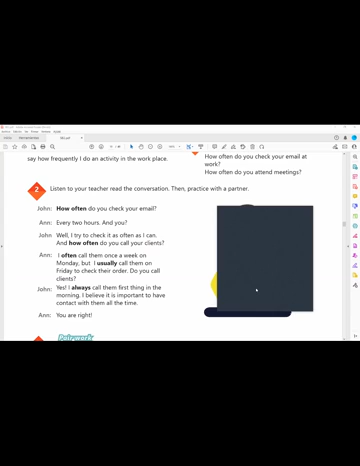 say how frequently I do an activity in the work place.
How often do you check your email at
work?
How often do you attend meetings?
2 Listen to your teacher read the conversation. Then, practice with a partner.
John: How often do you check your email?
Ann: Every two hours. And you?
John Well, I try to check it as often as I can.
And how often do you call your clients?
Ann: I often call them once a week on
Monday, but I usually call them on
Friday to check their order. Do you call
clients?
John: Yes! I always call them first thing in the
morning. I believe it is important to have
contact with them all the time.
Ann: You are right!
Pair work